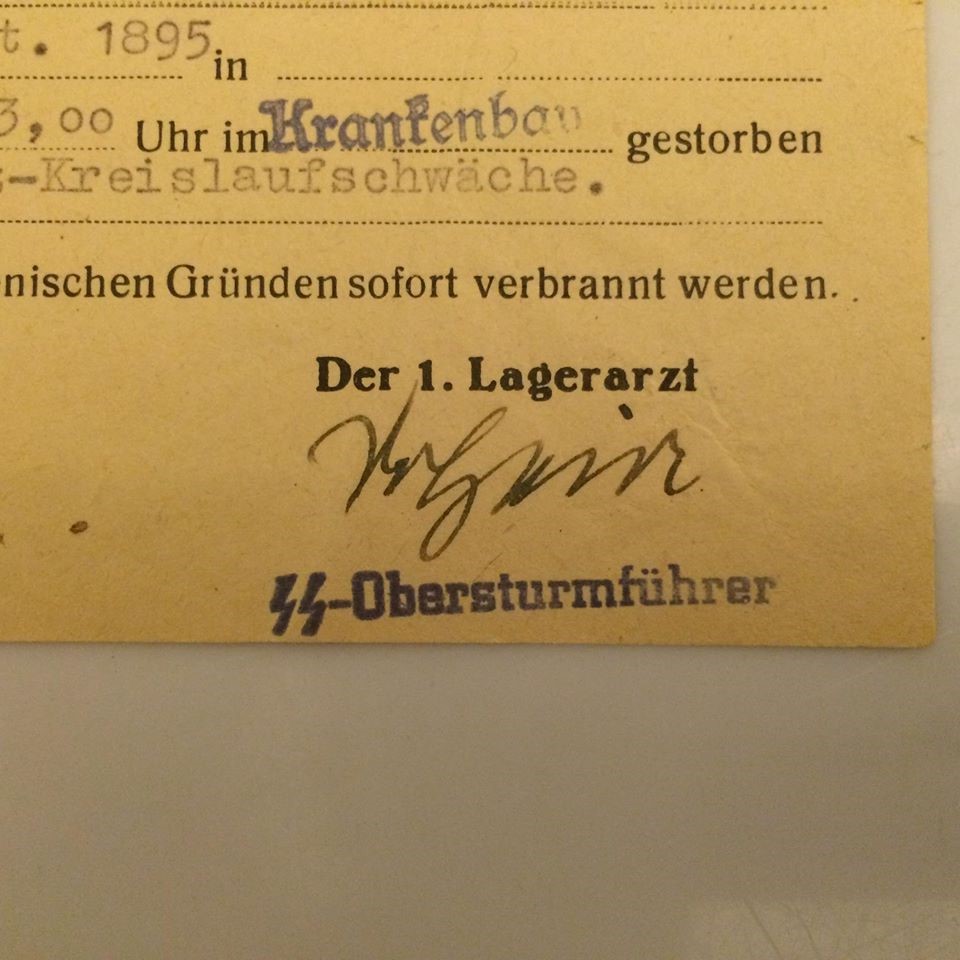 t. 1895 in
3,00 Uhr im Krankenbau gestorben
z-Kreislaufschwäche.
nischen Gründen sofort verbrannt werden.
Der 1. Lagerarzt
SS-Obersturmführer